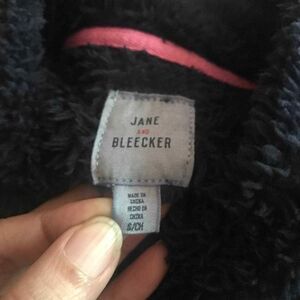 JANE
AND
BLEECKER
MADE IN
CHINA
HECHO EN
CHINA
S/CH